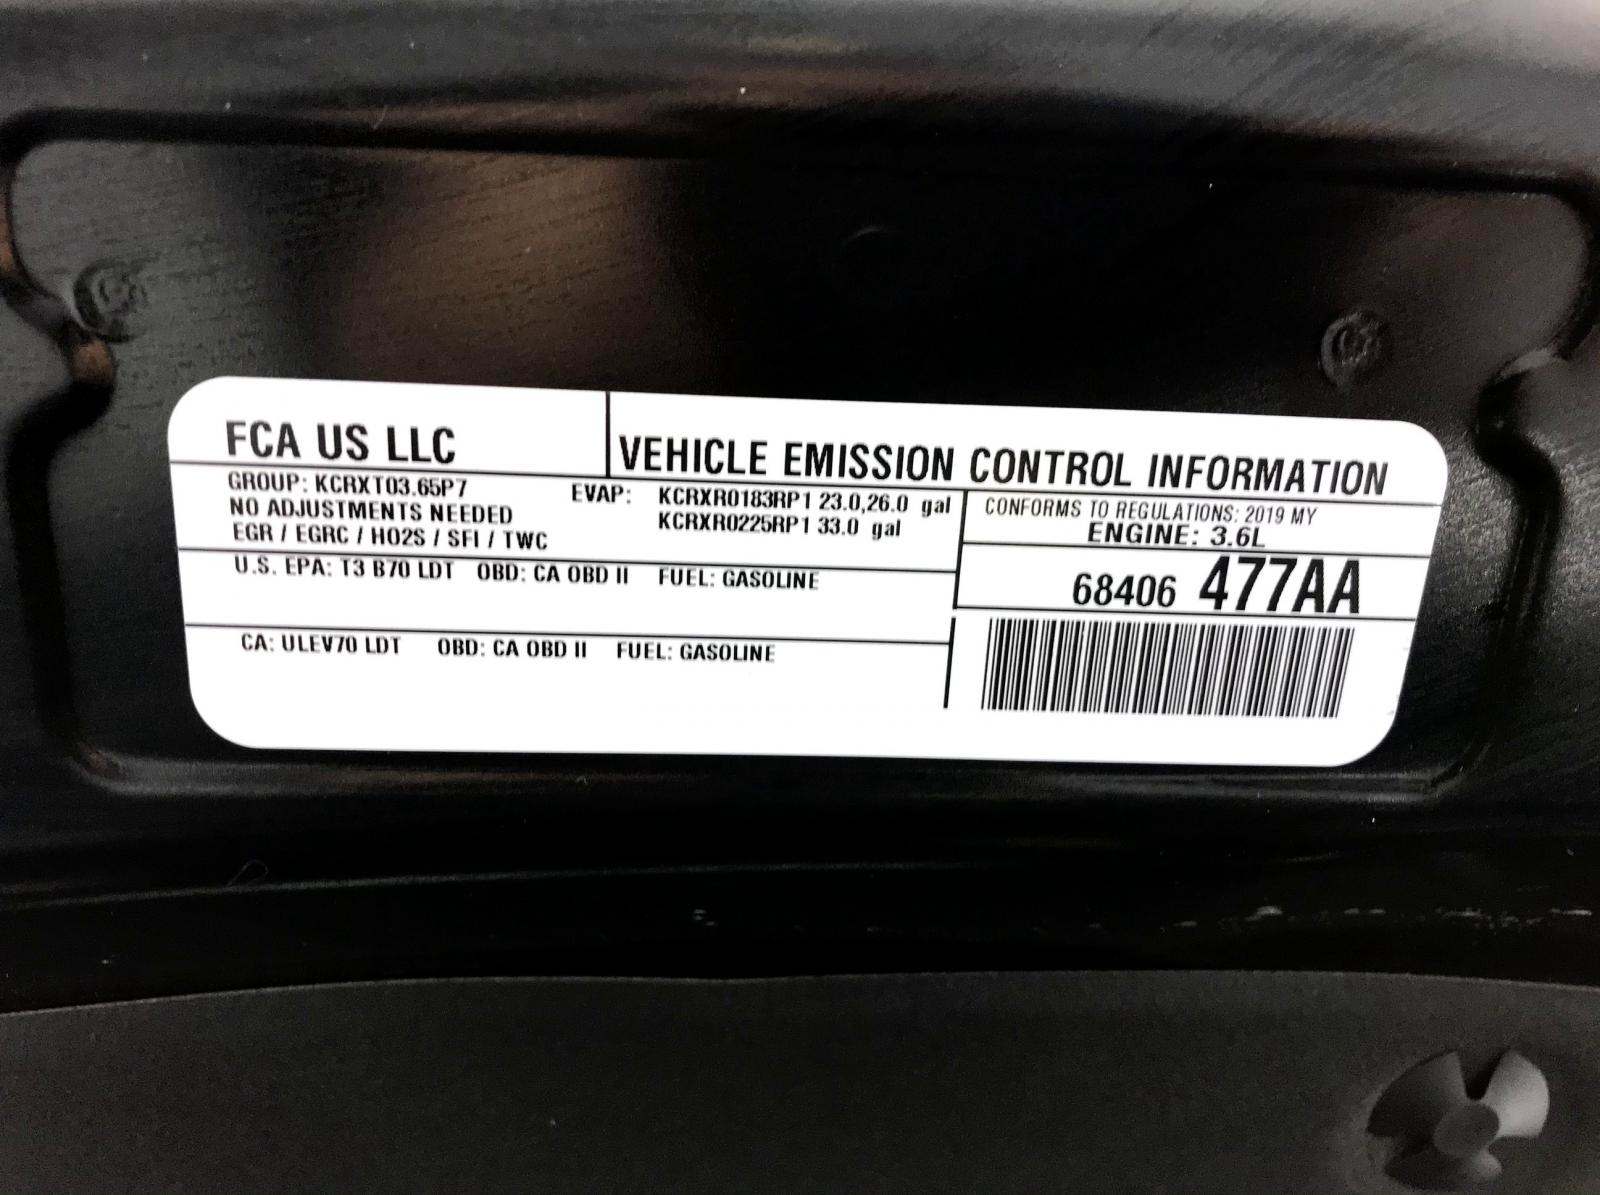 FCA US LLC
VEHICLE EMISSION CONTROL INFORMATION
GROUP: KCRXT03.65P7
NO ADJUSTMENTS NEEDED
EGR / EGRC / HO2S / SFI / TWC
EVAP: KCRXR0183RP1 23.0,26.0 gal
KCRXR0225RP1 33.0 gal
CONFORMS TO REGULATIONS: 2019 MY
ENGINE: 3.6L
U.S. EPA: T3 B70 LDT OBD: CA OBD II FUEL: GASOLINE
68406 477AA
CA: ULEV70 LDT OBD: CA OBD II FUEL: GASOLINE